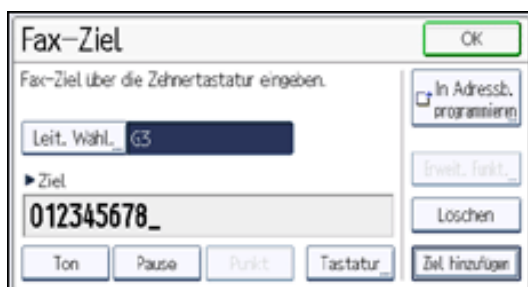 Fax-Ziel
OK
Fax-Ziel über die Zehnertastatur eingeben.
In Adressb. programmieren
Leit. Wähl. G3
Erweit. Funkt.
►Ziel
012345678_
Löschen
Ton Pause Punkt Tastatur Ziel hinzufügen